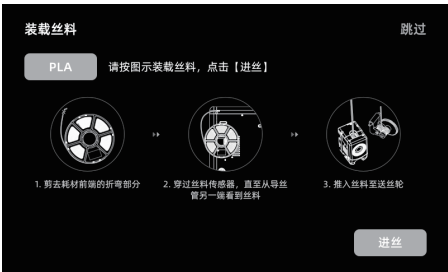 装载丝料
跳过
PLA
请按图示装载丝料，点击【进丝】
1. 剪去耗材前端的折弯部分
2. 穿过丝料传感器，直至从导丝
管另一端看到丝料
3. 推入丝料至送丝轮
进丝